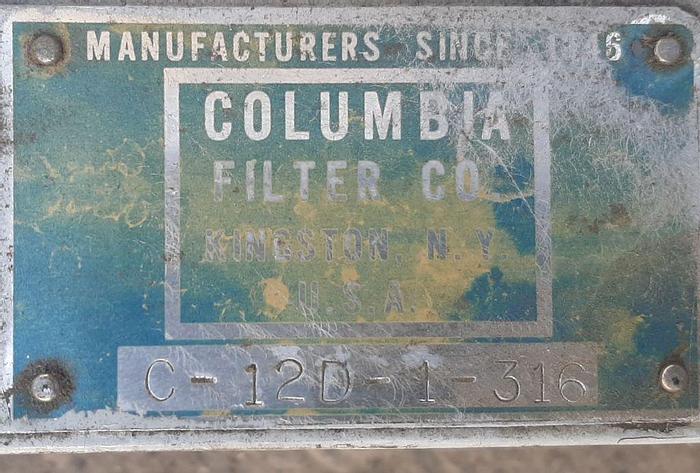 MANUFACTURERS SINCE
COLUMBIA
FILTER CO
KINGSTON, N. Y.
U.S.A.
C-12D-1-316